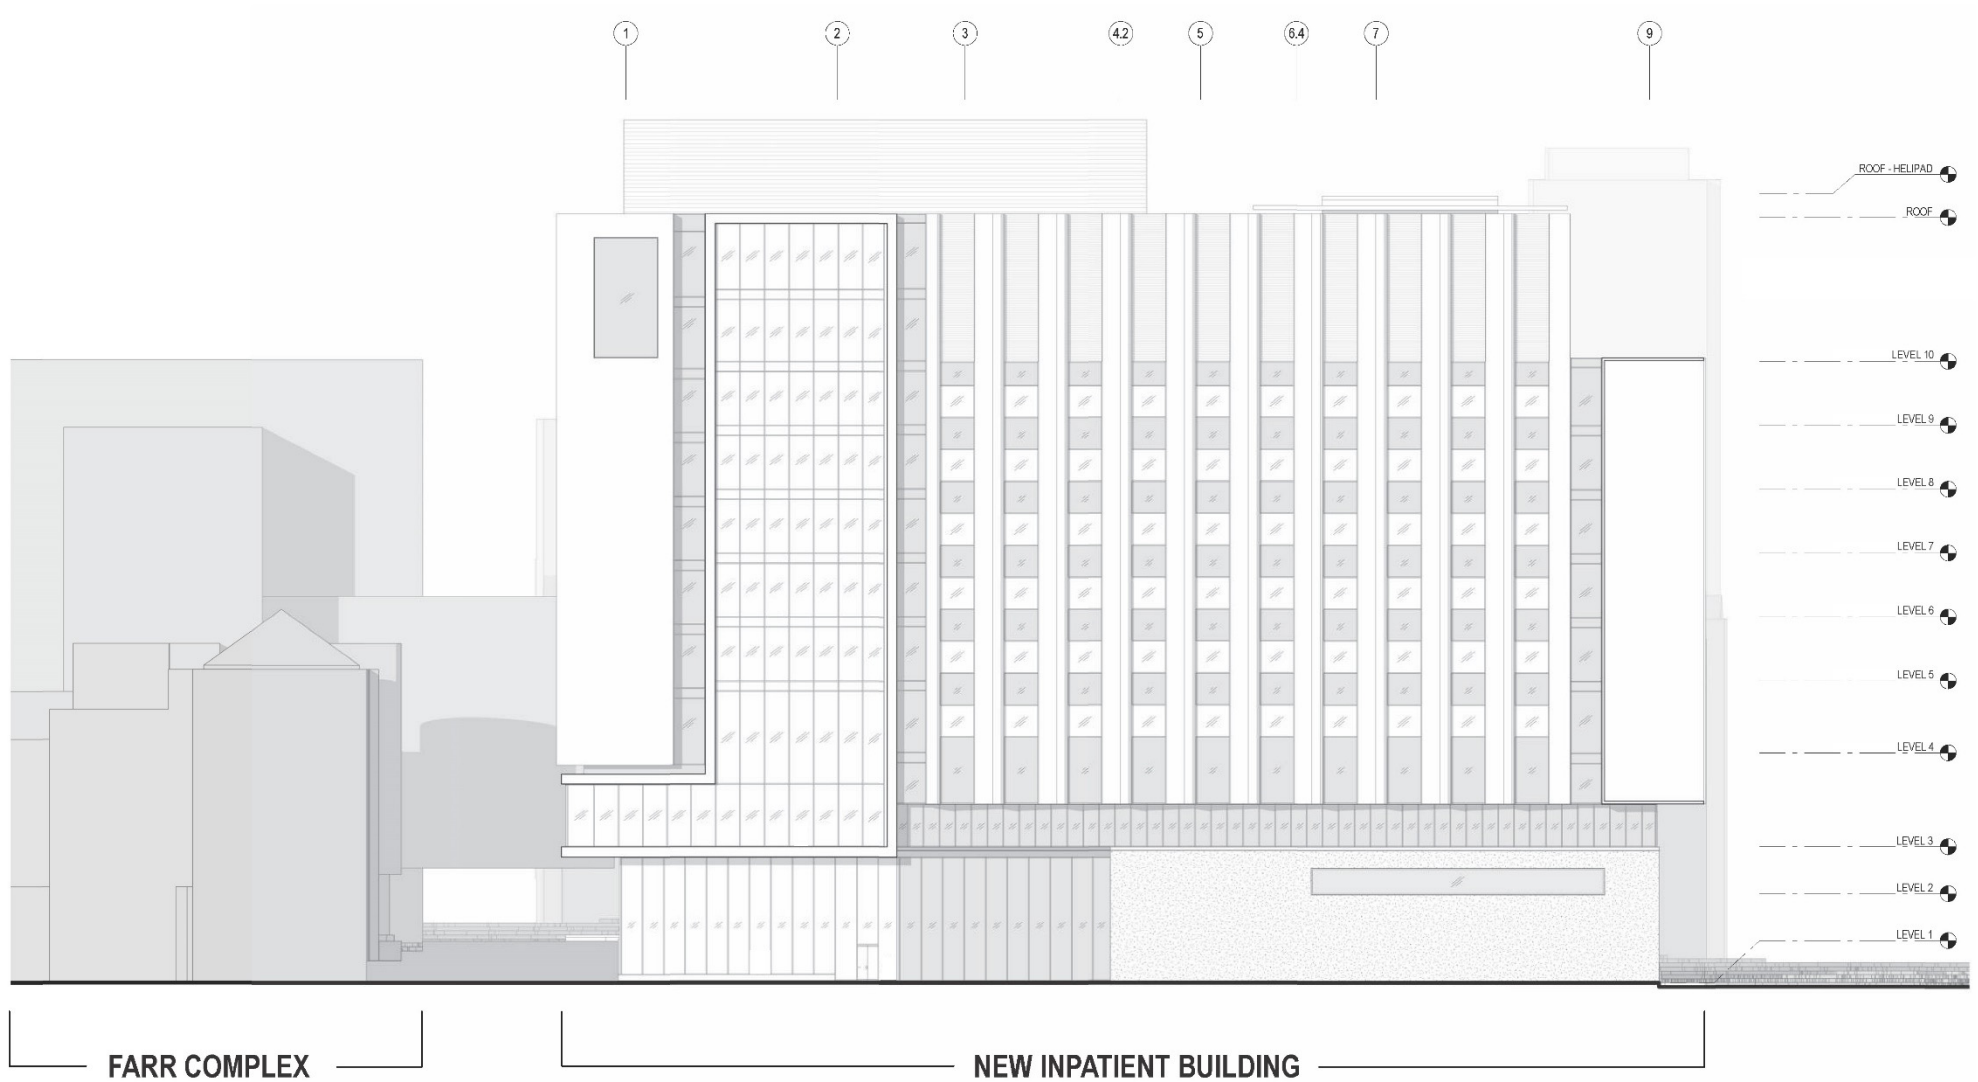 1
2
3
4.2
5
6.4
7
9
ROOF - HELIPAD
ROOF
LEVEL 10
LEVEL 9
LEVEL 8
LEVEL 7
LEVEL 6
LEVEL 5
LEVEL 4
LEVEL 3
LEVEL 2
LEVEL 1
FARR COMPLEX
NEW INPATIENT BUILDING